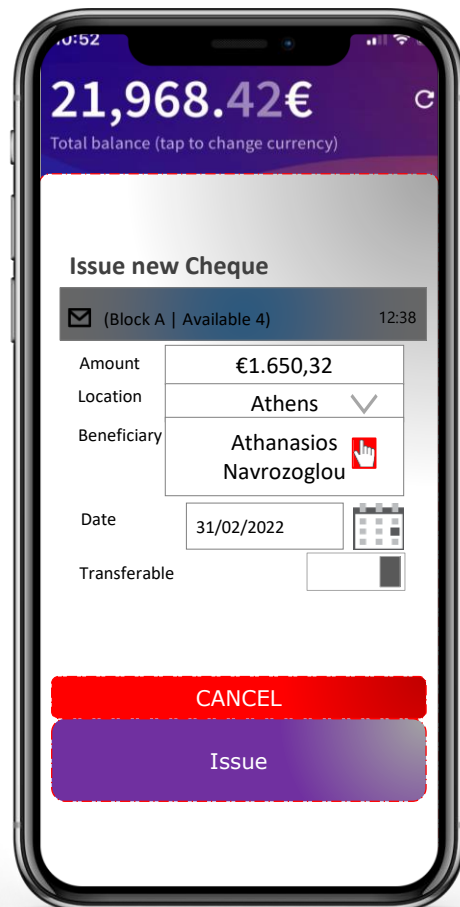 10:52
21,968.42€
Total balance (tap to change currency)
Issue new Cheque
(Block A | Available 4) 12:38
Amount €1.650,32
Location Athens
Beneficiary Athanasios
Navrozoglou
Date 31/02/2022
Transferable
CANCEL
Issue